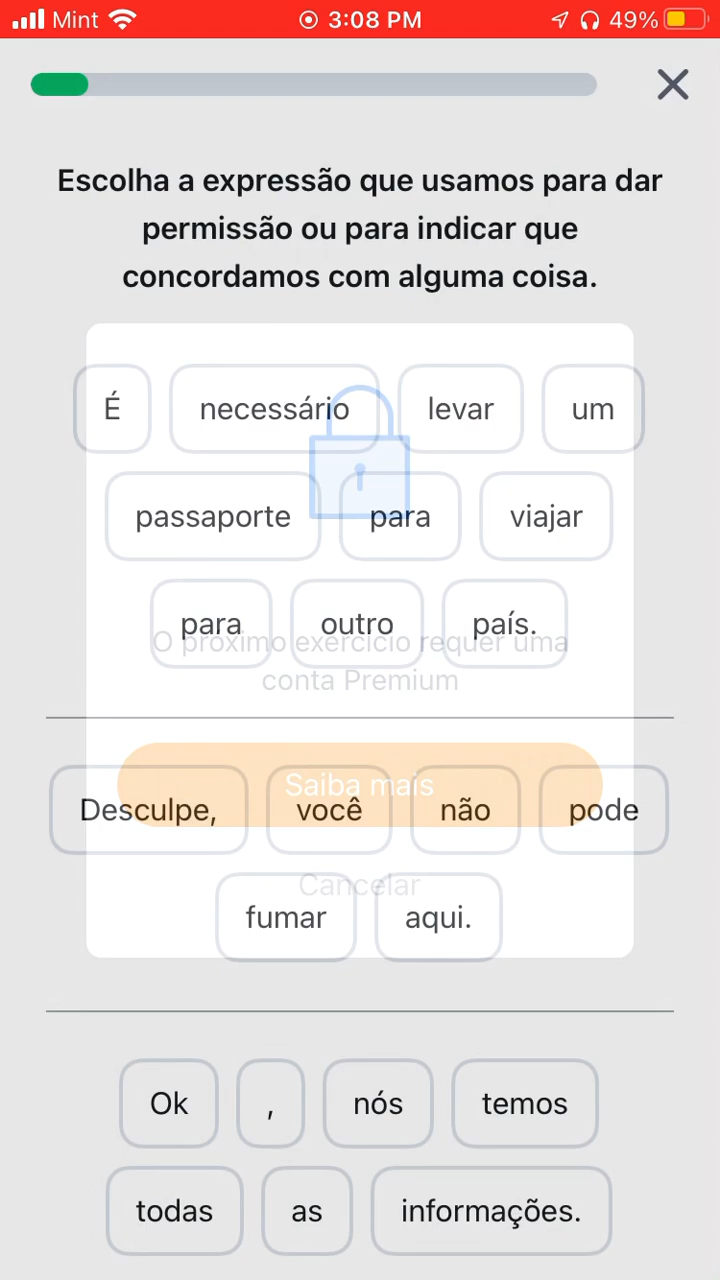 Mint 3:08 PM 49%
Escolha a expressão que usamos para dar
permissão ou para indicar que
concordamos com alguma coisa.
É necessário levar um
passaporte para viajar
para outro país.
O próximo exercício requer uma
conta Premium
Saiba mais
Desculpe, você não pode
Cancelar
fumar aqui.
Ok , nós temos
todas as informações.